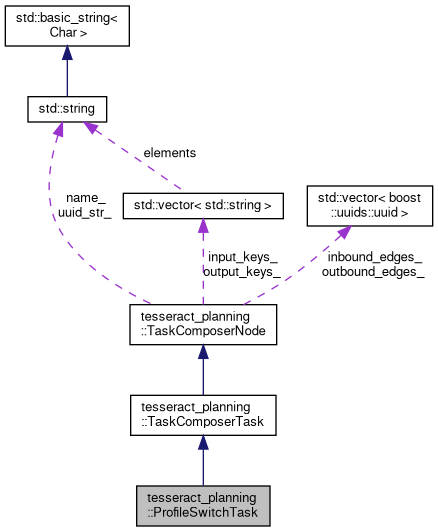 std::basic_string<
Char >
std::string
elements
name_
uuid_str_
std::vector< std::string >
std::vector< boost
::uuids::uuid >
input_keys_
output_keys_
inbound_edges_
outbound_edges_
tesseract_planning
::TaskComposerNode
tesseract_planning
::TaskComposerTask
tesseract_planning
::ProfileSwitchTask